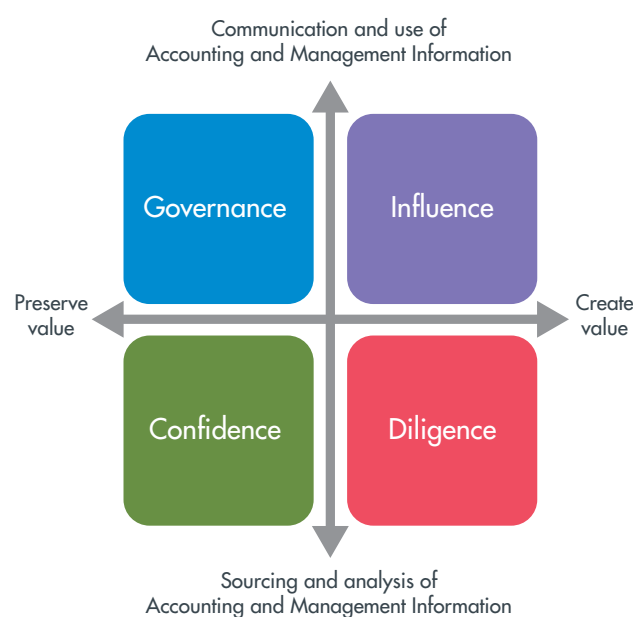 Communication and use of
Accounting and Management Information
Governance
Influence
Preserve
value
Create
value
Confidence
Diligence
Sourcing and analysis of
Accounting and Management Information